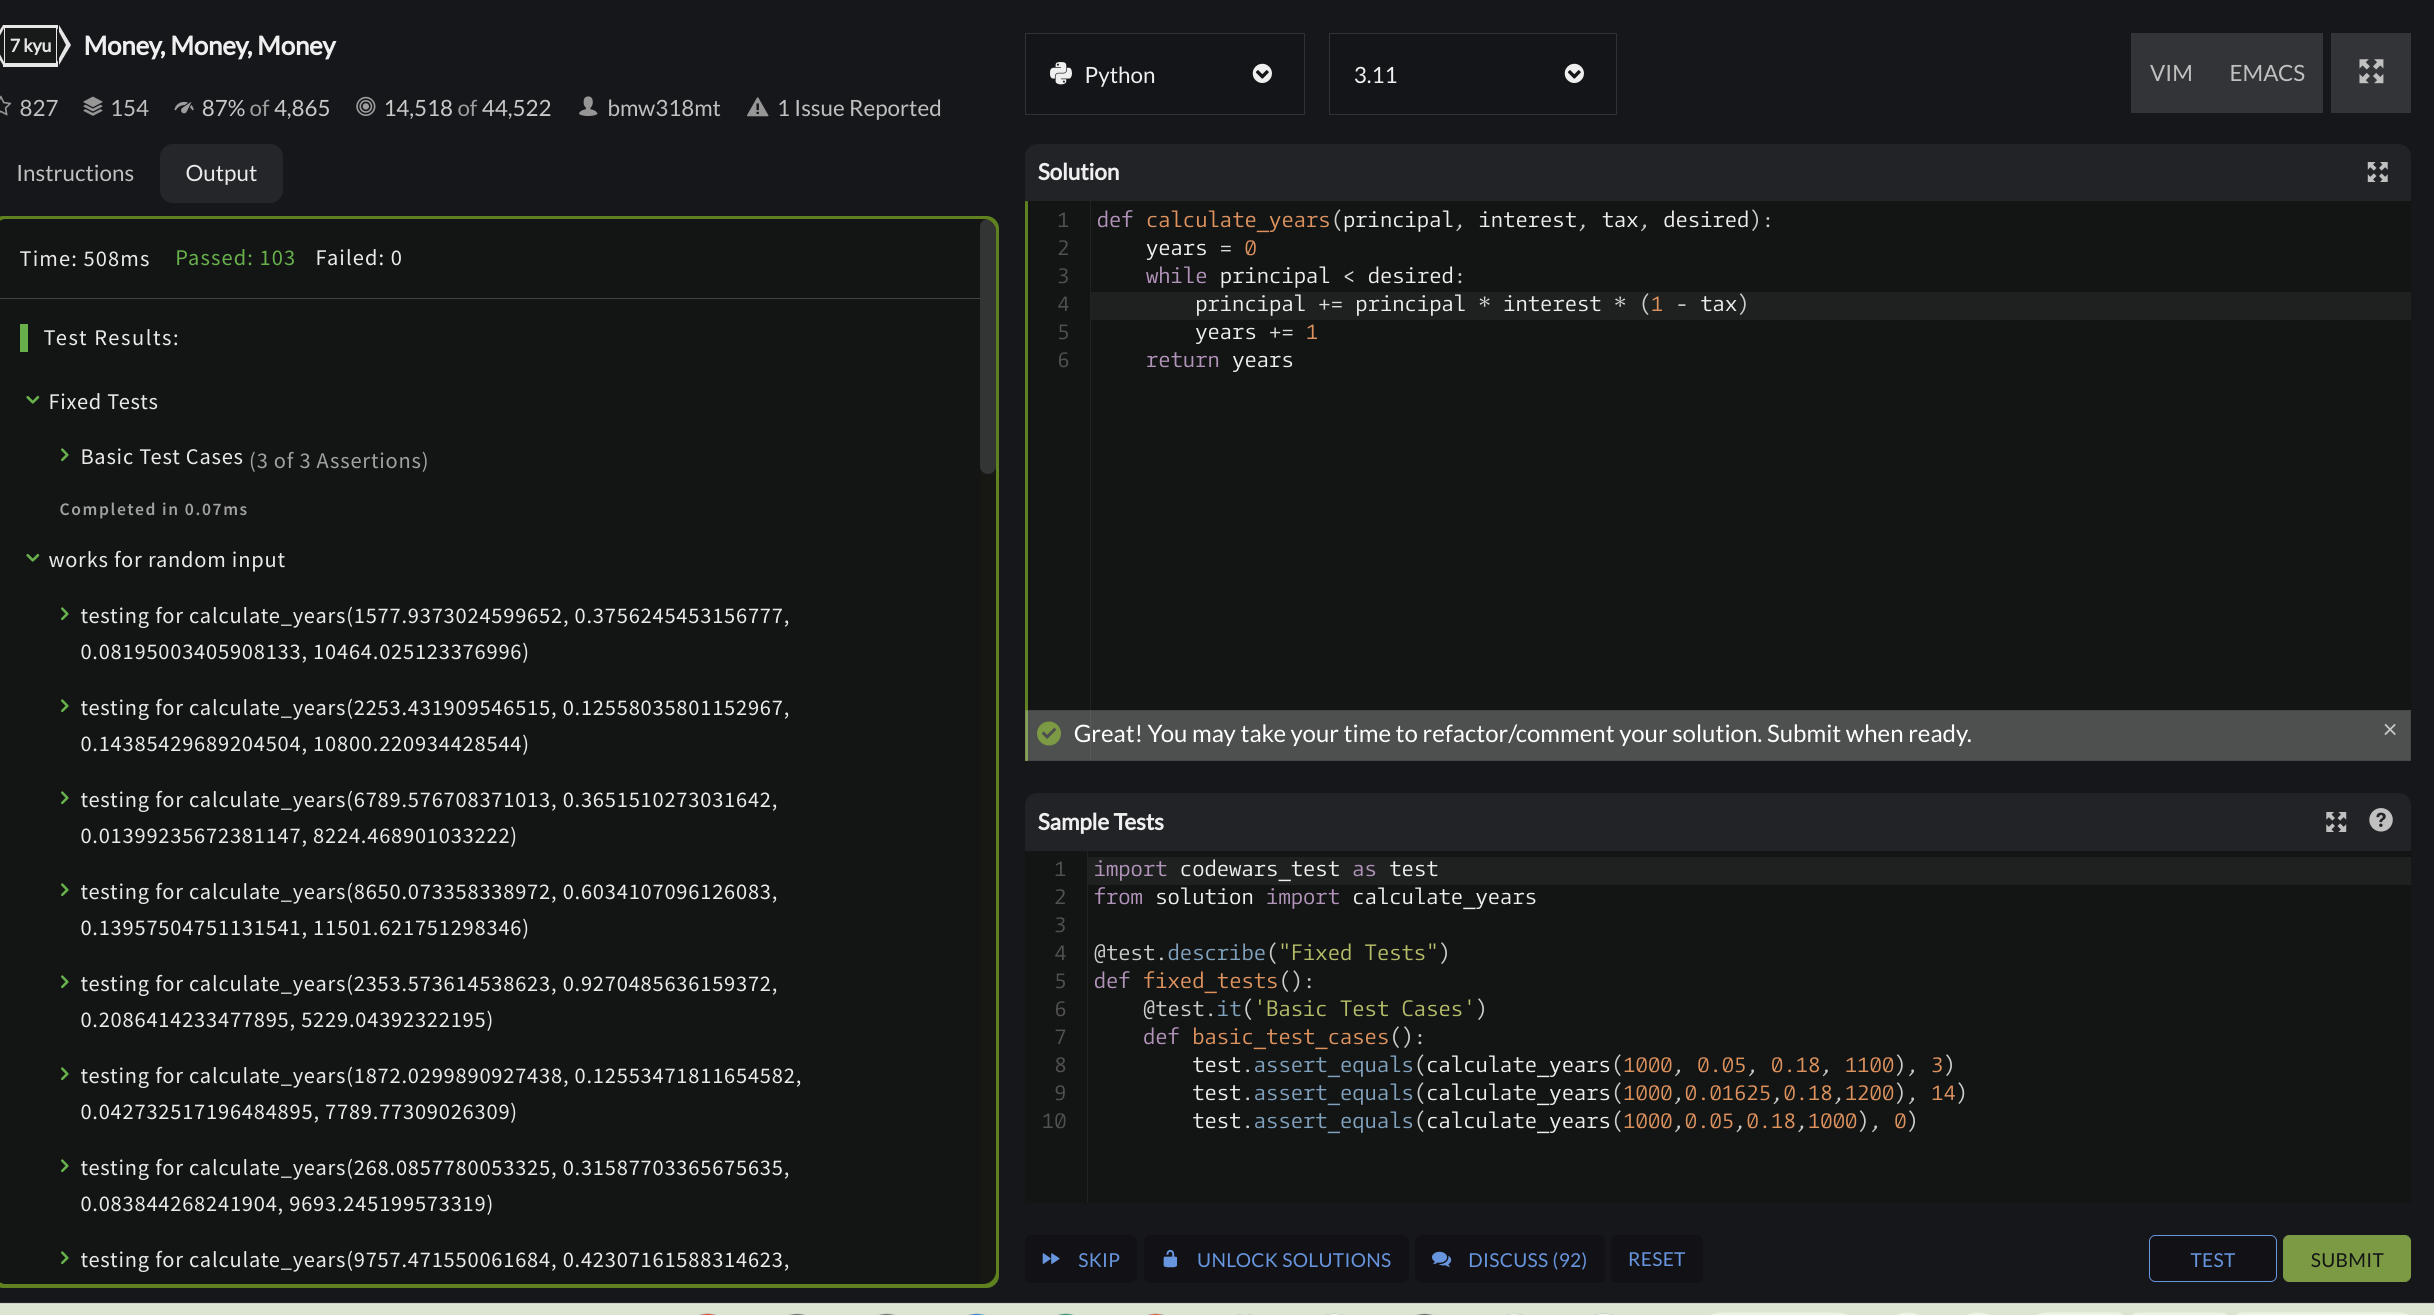 7 kyu Money, Money, Money
827 154 87% of 4,865 14,518 of 44,522 bmw318mt 1 Issue Reported
Instructions Output
Time: 508ms Passed: 103 Failed: 0
Test Results:
Fixed Tests
Basic Test Cases (3 of 3 Assertions)
Completed in 0.07ms
works for random input
testing for calculate_years(1577.9373024599652, 0.3756245453156777,
0.08195003405908133, 10464.025123376996)
testing for calculate_years(2253.431909546515, 0.12558035801152967,
0.14385429689204504, 10800.220934428544)
testing for calculate_years(6789.576708371013, 0.3651510273031642,
0.01399235672381147, 8224.468901033222)
testing for calculate_years(8650.073358338972, 0.6034107096126083,
0.13957504751131541, 11501.621751298346)
testing for calculate_years(2353.573614538623, 0.9270485636159372,
0.2086414233477895, 5229.04392322195)
testing for calculate_years(1872.0299890927438, 0.12553471811654582,
0.042732517196484895, 7789.77309026309)
testing for calculate_years(268.0857780053325, 0.31587703365675635,
0.083844268241904, 9693.245199573319)
testing for calculate_years(9757.471550061684, 0.42307161588314623,
Python 3.11 VIM EMACS
Solution
1 def calculate_years(principal, interest, tax, desired):
2     years = 0
3     while principal < desired:
4         principal += principal * interest * (1 - tax)
5         years += 1
6     return years
Great! You may take your time to refactor/comment your solution. Submit when ready.
Sample Tests
1 import codewars_test as test
2 from solution import calculate_years
3
4 @test.describe("Fixed Tests")
5 def fixed_tests():
6     @test.it('Basic Test Cases')
7     def basic_test_cases():
8         test.assert_equals(calculate_years(1000, 0.05, 0.18, 1100), 3)
9         test.assert_equals(calculate_years(1000,0.01625,0.18,1200), 14)
10         test.assert_equals(calculate_years(1000,0.05,0.18,1000), 0)
SKIP UNLOCK SOLUTIONS DISCUSS (92) RESET TEST SUBMIT